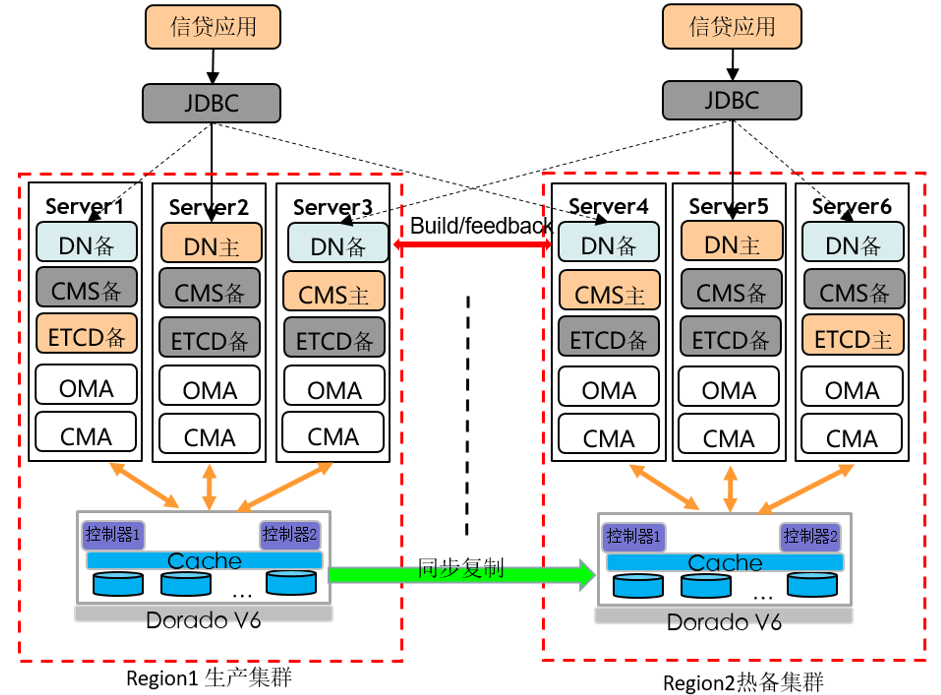 信贷应用
信贷应用
JDBC
JDBC
Server1
Server2
Server3
Server4
Server5
Server6
Build/feedback
DN备
DN主
DN备
DN备
DN主
DN备
CMS备
CMS备
CMS主
CMS主
CMS备
CMS备
ETCD备
ETCD备
ETCD备
ETCD备
ETCD备
ETCD主
OMA
OMA
OMA
OMA
OMA
OMA
CMA
CMA
CMA
CMA
CMA
CMA
控制器1
控制器2
控制器1
控制器2
Cache
Cache
同步复制
...
...
Dorado V6
Dorado V6
Region1 生产集群
Region2热备集群